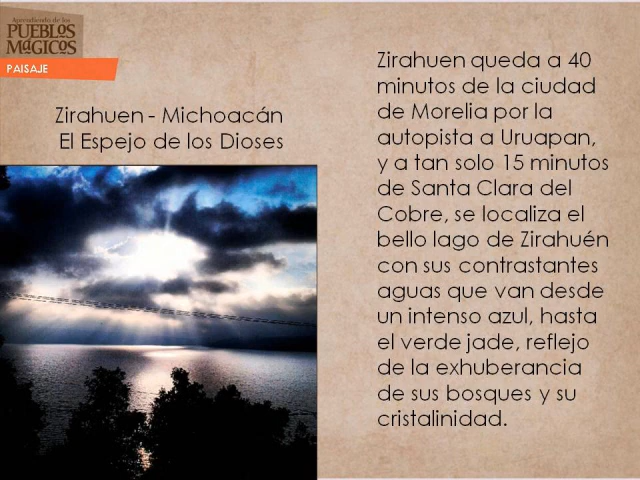 Aprendiendo de los
PUEBLOS
MÁGICOS
PAISAJE
Zirahuen - Michoacán
El Espejo de los Dioses
Zirahuen queda a 40
minutos de la ciudad
de Morelia por la
autopista a Uruapan,
y a tan solo 15 minutos
de Santa Clara del
Cobre, se localiza el
bello lago de Zirahuén
con sus contrastantes
aguas que van desde
un intenso azul, hasta
el verde jade, reflejo
de la exhuberancia
de sus bosques y su
cristalinidad.